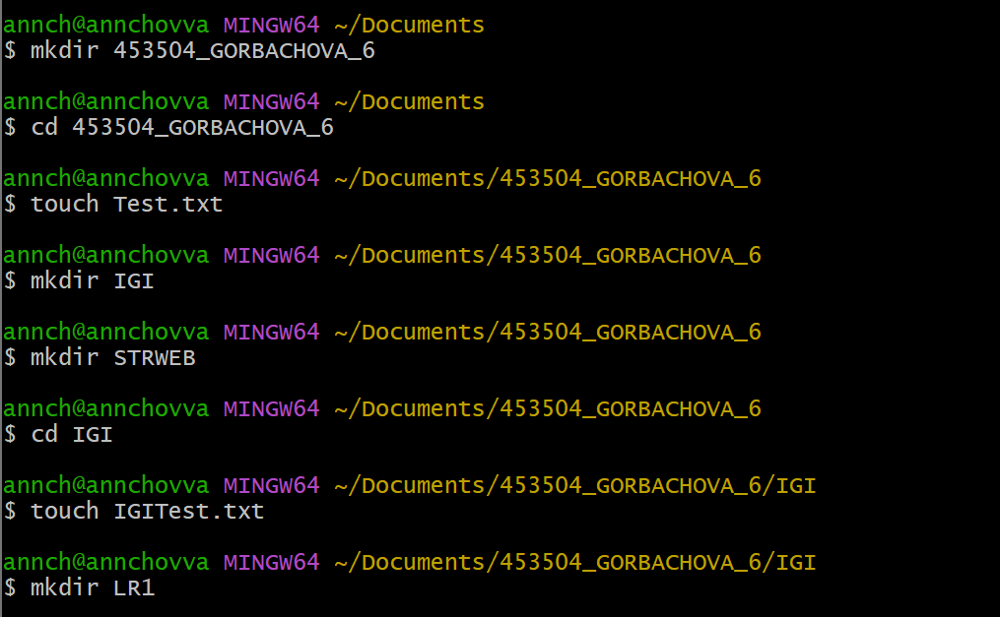 annch@annchovva MINGW64 ~/Documents
$ mkdir 453504_GORBACHOVA_6
annch@annchovva MINGW64 ~/Documents
$ cd 453504_GORBACHOVA_6
annch@annchovva MINGW64 ~/Documents/453504_GORBACHOVA_6
$ touch Test.txt
annch@annchovva MINGW64 ~/Documents/453504_GORBACHOVA_6
$ mkdir IGI
annch@annchovva MINGW64 ~/Documents/453504_GORBACHOVA_6
$ mkdir STRWEB
annch@annchovva MINGW64 ~/Documents/453504_GORBACHOVA_6
$ cd IGI
annch@annchovva MINGW64 ~/Documents/453504_GORBACHOVA_6/IGI
$ touch IGITest.txt
annch@annchovva MINGW64 ~/Documents/453504_GORBACHOVA_6/IGI
$ mkdir LR1